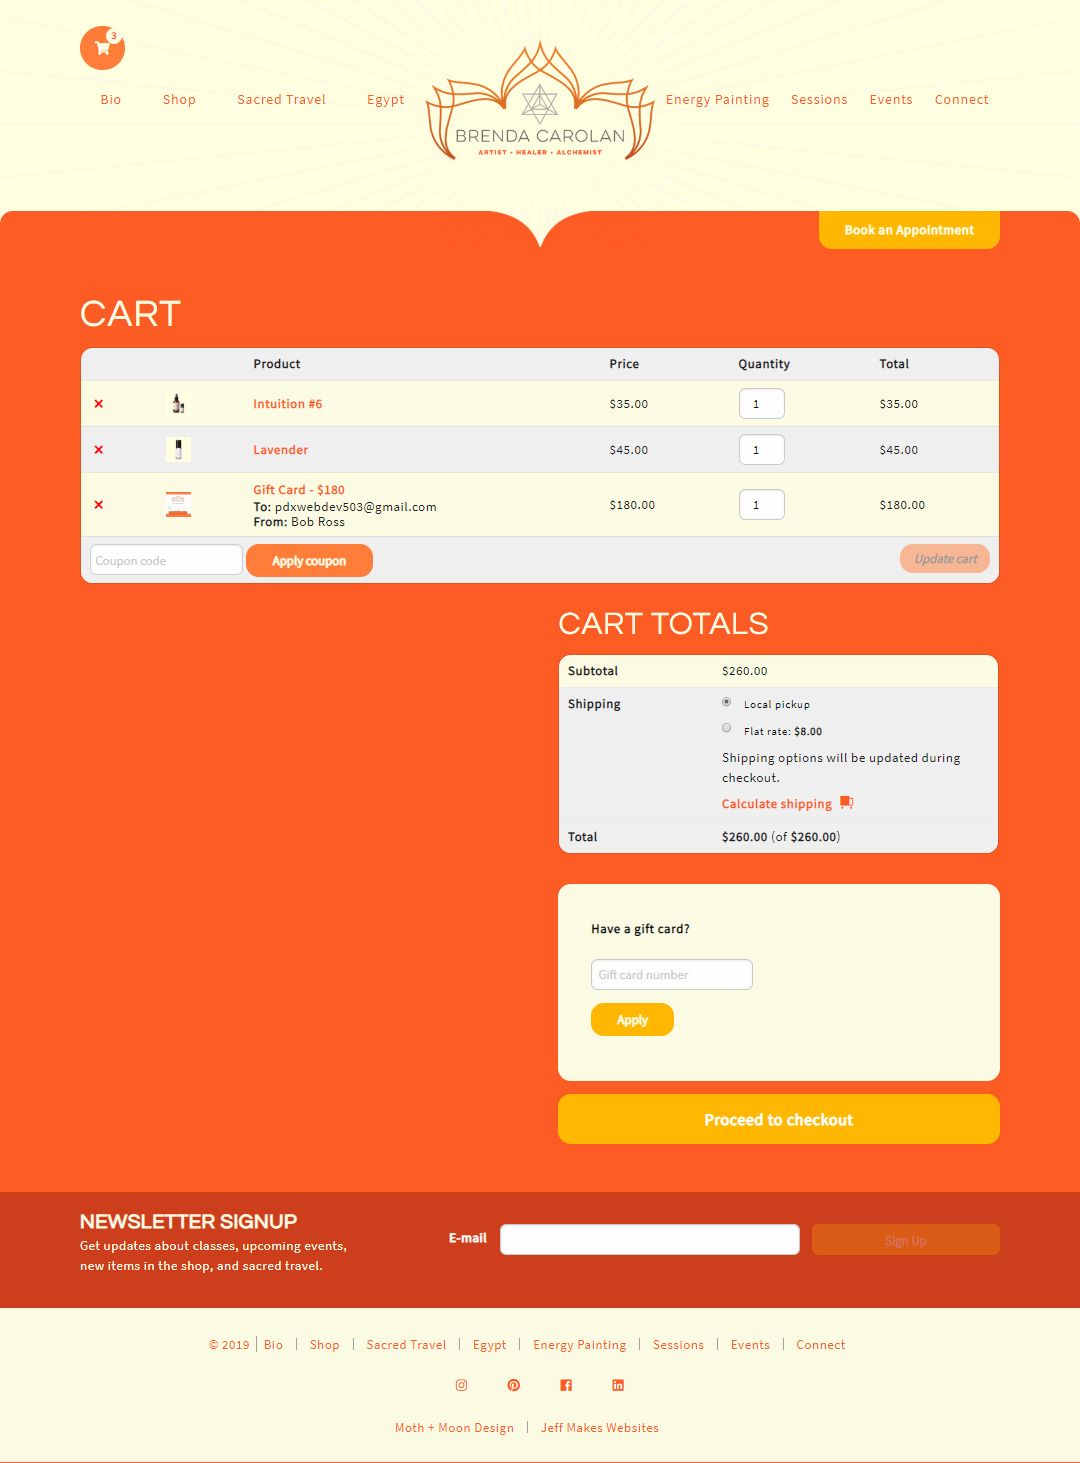 3
Bio Shop Sacred Travel Egypt Energy Painting Sessions Events Connect
BRENDA CAROLAN
ARTIST • HEALER • ALCHEMIST
Book an Appointment
CART
Product Price Quantity Total
× Intuition #6 $35.00 1 $35.00
× Lavender $45.00 1 $45.00
Gift Card - $180
To: pdxwebdev503@gmail.com
× $180.00 1 $180.00
From: Bob Ross
Coupon code Apply coupon Update cart
CART TOTALS
Subtotal $260.00
Shipping Local pickup
Flat rate: $8.00
Shipping options will be updated during
checkout.
Calculate shipping
Total $260.00 (of $260.00)
Have a gift card?
Gift card number
Apply
Proceed to checkout
NEWSLETTER SIGNUP
Get updates about classes, upcoming events,
new items in the shop, and sacred travel.
E-mail Sign Up
© 2019 | Bio | Shop | Sacred Travel | Egypt | Energy Painting | Sessions | Events | Connect
Moth + Moon Design | Jeff Makes Websites